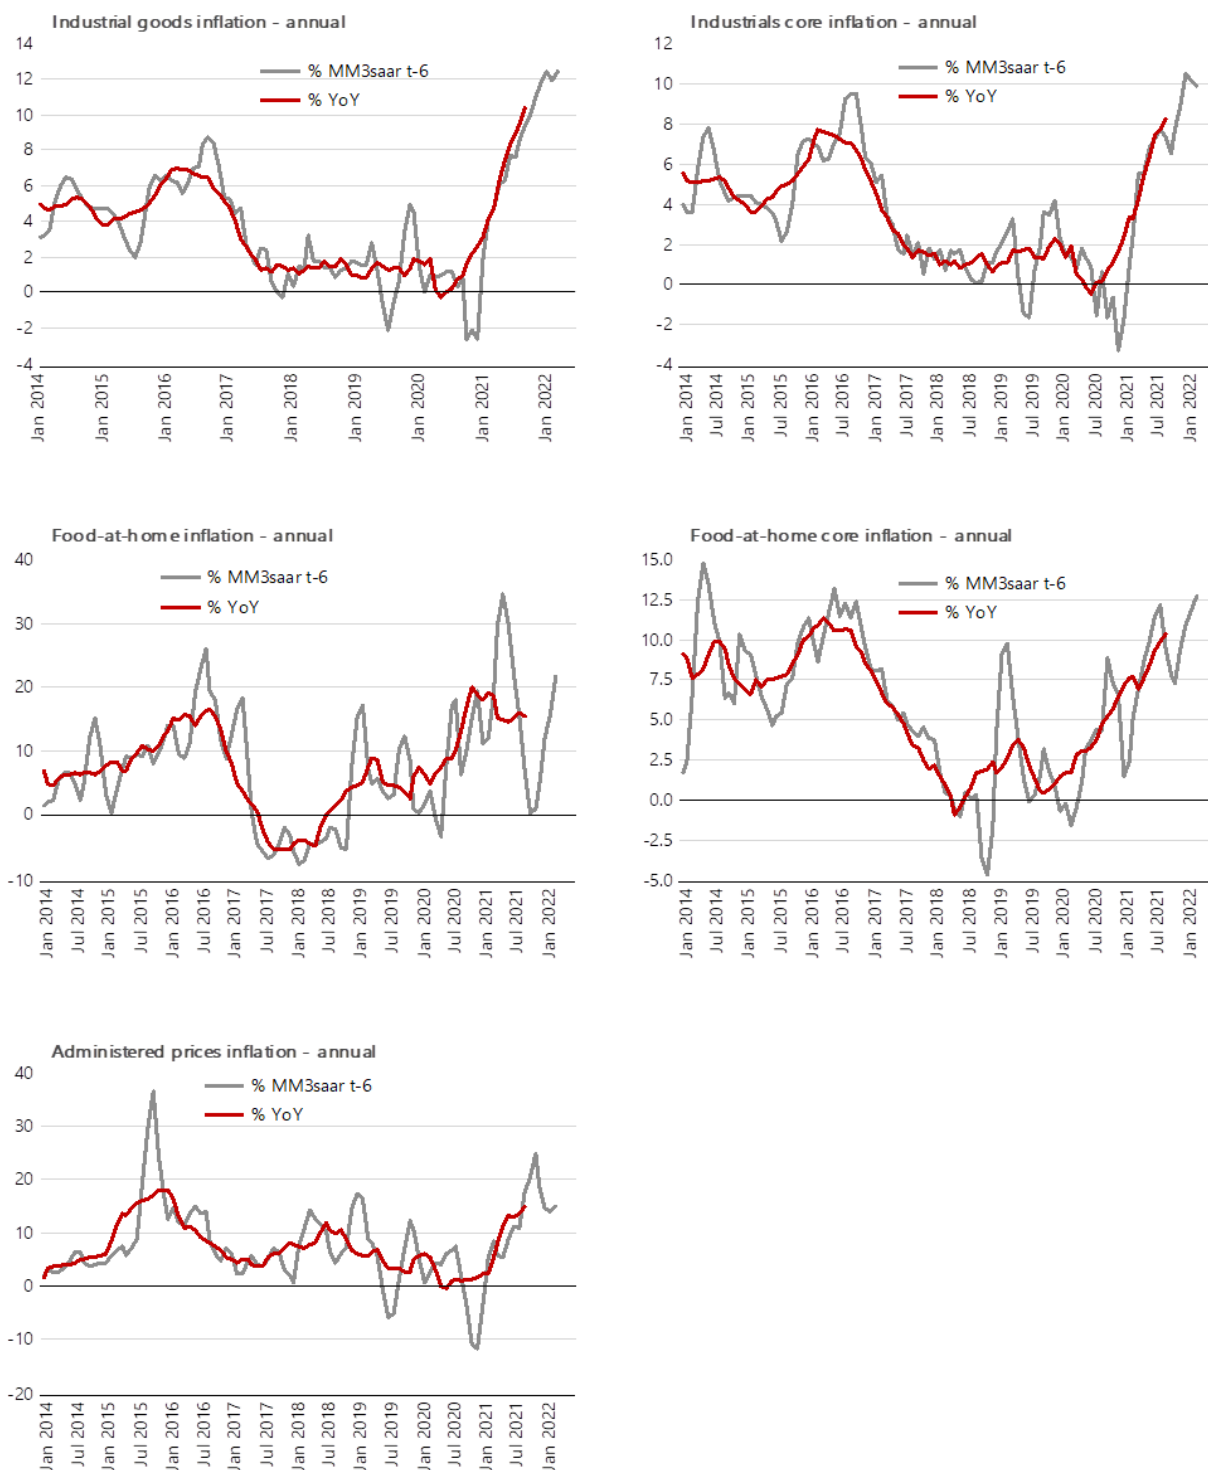 Industrial goods inflation - annual
14
12
10
8
6
4
2
0
-2
-4
% MM3saar t-6
% YoY
Jan 2014
Jan 2015
Jan 2016
Jan 2017
Jan 2018
Jan 2019
Jan 2020
Jan 2021
Jan 2022
Industrials core inflation - annual
12
10
8
6
4
2
0
-2
-4
% MM3saar t-6
% YoY
Jan 2014
Jul 2014
Jan 2015
Jul 2015
Jan 2016
Jul 2016
Jan 2017
Jul 2017
Jan 2018
Jul 2018
Jan 2019
Jul 2019
Jan 2020
Jul 2020
Jan 2021
Jul 2021
Jan 2022
Food-at-home inflation - annual
40
30
20
10
0
-10
% MM3saar t-6
% YoY
Jan 2014
Jul 2014
Jan 2015
Jul 2015
Jan 2016
Jul 2016
Jan 2017
Jul 2017
Jan 2018
Jul 2018
Jan 2019
Jul 2019
Jan 2020
Jul 2020
Jan 2021
Jul 2021
Jan 2022
Food-at-home core inflation - annual
15.0
12.5
10.0
7.5
5.0
2.5
0.0
-2.5
-5.0
% MM3saar t-6
% YoY
Jan 2014
Jul 2014
Jan 2015
Jul 2015
Jan 2016
Jul 2016
Jan 2017
Jul 2017
Jan 2018
Jul 2018
Jan 2019
Jul 2019
Jan 2020
Jul 2020
Jan 2021
Jul 2021
Jan 2022
Administered prices inflation - annual
40
30
20
10
0
-10
-20
% MM3saar t-6
% YoY
Jan 2014
Jul 2014
Jan 2015
Jul 2015
Jan 2016
Jul 2016
Jan 2017
Jul 2017
Jan 2018
Jul 2018
Jan 2019
Jul 2019
Jan 2020
Jul 2020
Jan 2021
Jul 2021
Jan 2022